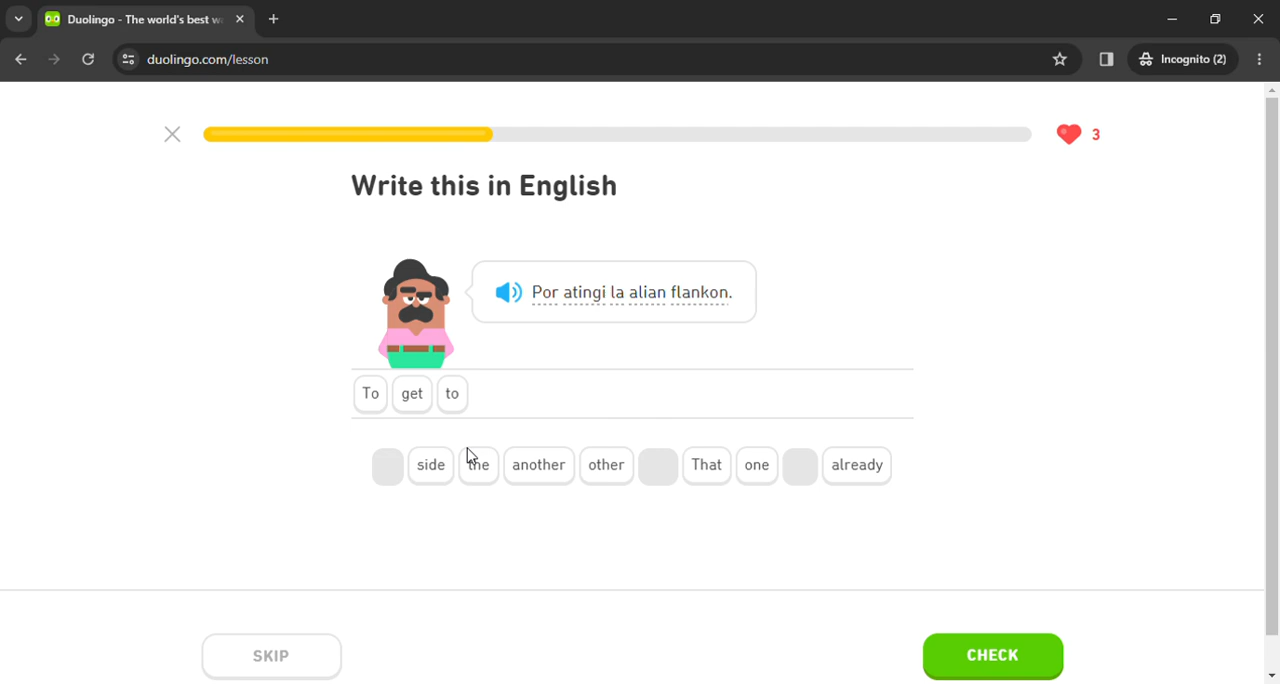 Duolingo - The world's best w
duolingo.com/lesson
Incognito (2)
3
Write this in English
Por atingi la alian flankon.
To get to
side the another other That one already
SKIP
CHECK